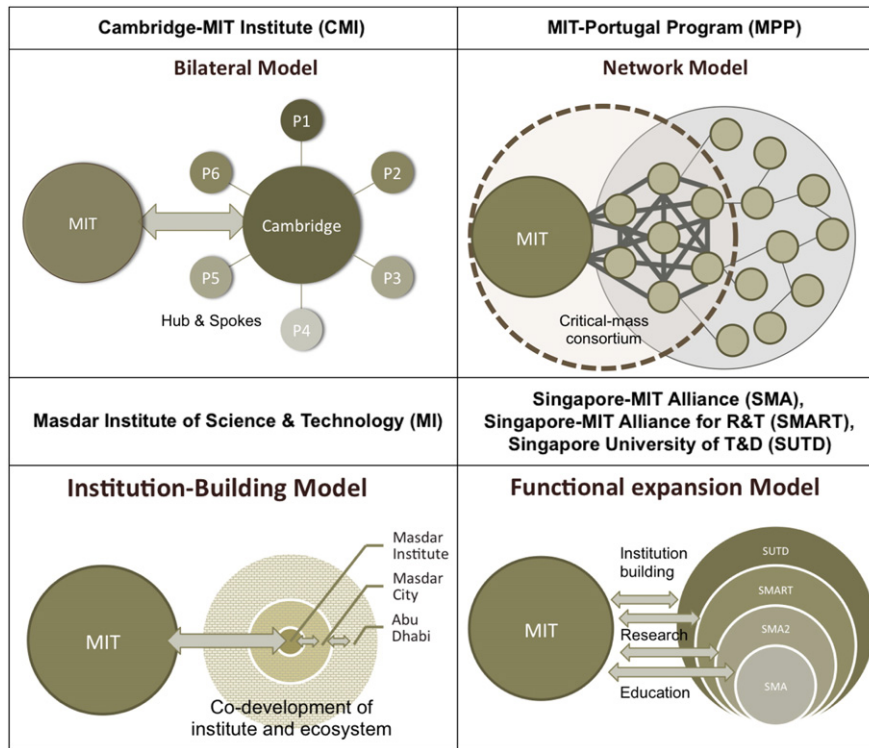 Cambridge-MIT Institute (CMI)
Bilateral Model
P1
P6
P2
MIT
Cambridge
P5
P3
Hub & Spokes
P4
MIT-Portugal Program (MPP)
Network Model
MIT
Critical-mass
consortium
Masdar Institute of Science & Technology (MI)
Institution-Building Model
Masdar
Institute
Masdar
City
Abu
Dhabi
MIT
Co-development of
institute and ecosystem
Singapore-MIT Alliance (SMA),
Singapore-MIT Alliance for R&T (SMART),
Singapore University of T&D (SUTD)
Functional expansion Model
Institution
building
SUTD
SMART
MIT
Research
SMA2
Education
SMA